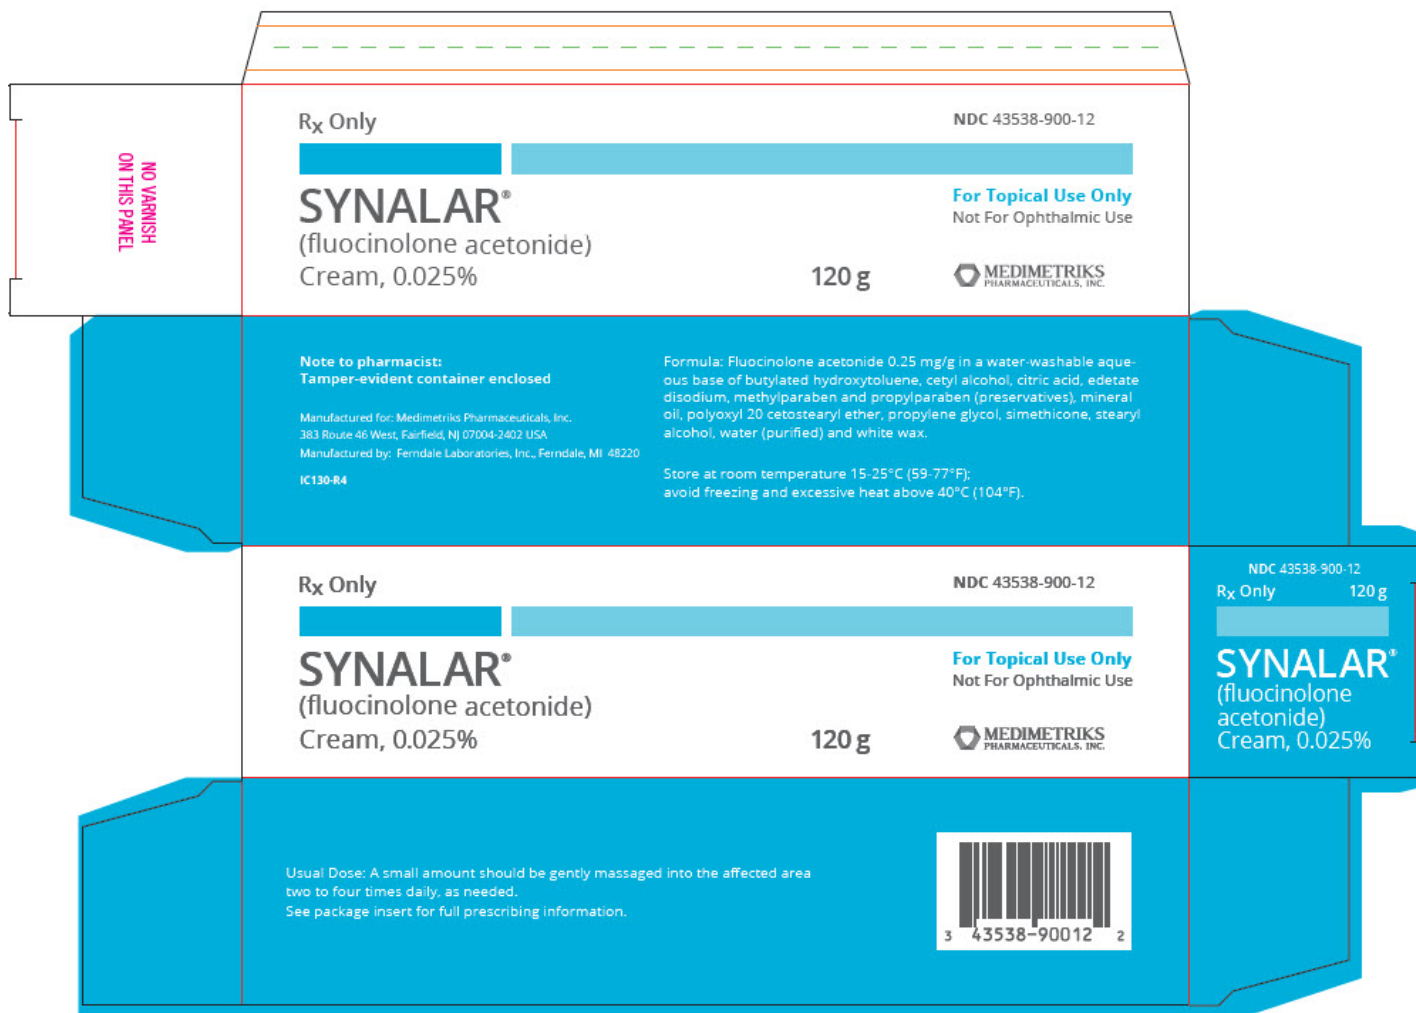 NO VARNISH
ON THIS PANEL
Rx Only
NDC 43538-900-12
SYNALAR®
(fluocinolone acetonide)
Cream, 0.025%
For Topical Use Only
Not For Ophthalmic Use
120 g
MEDIMETRIKS
PHARMACEUTICALS, INC.
Note to pharmacist:
Tamper-evident container enclosed
Manufactured for: Medimetriks Pharmaceuticals, Inc.
383 Route 46 West, Fairfield, NJ 07004-2402 USA
Manufactured by: Ferndale Laboratories, Inc., Ferndale, MI 48220
IC130-R4
Formula: Fluocinolone acetonide 0.25 mg/g in a water-washable aque-
ous base of butylated hydroxytoluene, cetyl alcohol, citric acid, edetate
disodium, methylparaben and propylparaben (preservatives), mineral
oil, polyoxyl 20 cetostearyl ether, propylene glycol, simethicone, stearyl
alcohol, water (purified) and white wax.
Store at room temperature 15-25°C (59-77°F);
avoid freezing and excessive heat above 40°C (104°F).
Rx Only
NDC 43538-900-12
SYNALAR®
(fluocinolone acetonide)
Cream, 0.025%
For Topical Use Only
Not For Ophthalmic Use
120 g
MEDIMETRIKS
PHARMACEUTICALS, INC.
NDC 43538-900-12
Rx Only 120 g
SYNALAR®
(fluocinolone
acetonide)
Cream, 0.025%
Usual Dose: A small amount should be gently massaged into the affected area
two to four times daily, as needed.
See package insert for full prescribing information.
3 43538-90012 2